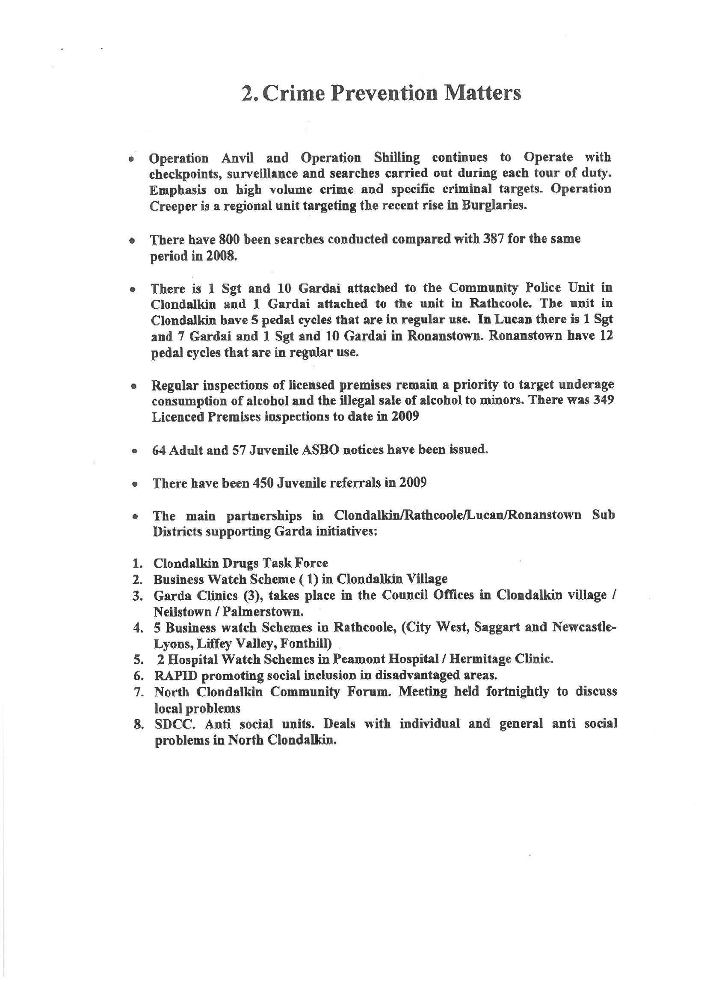 2. Crime Prevention Matters
• Operation Anvil and Operation Shilling continues to Operate with
checkpoints, surveillance and searches carried out during each tour of duty.
Emphasis on high volume crime and specific criminal targets. Operation
Creeper is a regional unit targeting the recent rise in Burglaries.
• There have 800 been searches conducted compared with 387 for the same
period in 2008.
• There is 1 Sgt and 10 Gardai attached to the Community Police Unit in
Clondalkin and 1 Gardai attached to the unit in Rathcoole. The unit in
Clondalkin have 5 pedal cycles that are in regular use. In Lucan there is 1 Sgt
and 7 Gardai and 1 Sgt and 10 Gardai in Ronanstown. Ronanstown have 12
pedal cycles that are in regular use.
• Regular inspections of licensed premises remain a priority to target underage
consumption of alcohol and the illegal sale of alcohol to minors. There was 349
Licenced Premises inspections to date in 2009
• 64 Adult and 57 Juvenile ASBO notices have been issued.
• There have been 450 Juvenile referrals in 2009
• The main partnerships in Clondalkin/Rathcoole/Lucan/Ronanstown Sub
Districts supporting Garda initiatives:
1. Clondalkin Drugs Task Force
2. Business Watch Scheme ( 1) in Clondalkin Village
3. Garda Clinics (3), takes place in the Council Offices in Clondalkin village /
Neilstown / Palmerstown.
4. 5 Business watch Schemes in Rathcoole, (City West, Saggart and Newcastle-
Lyons, Liffey Valley, Fonthill)
5. 2 Hospital Watch Schemes in Peamont Hospital / Hermitage Clinic.
6. RAPID promoting social inclusion in disadvantaged areas.
7. North Clondalkin Community Forum. Meeting held fortnightly to discuss
local problems
8. SDCC. Anti social units. Deals with individual and general anti social
problems in North Clondalkin.